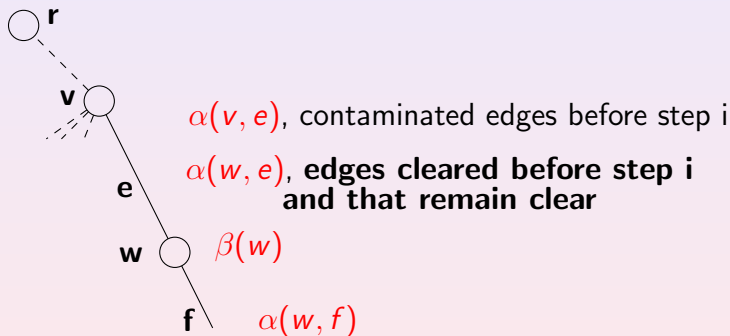 r
v
α(v, e), contaminated edges before step i
α(w, e), edges cleared before step i
and that remain clear
e
w β(w)
f α(w, f)